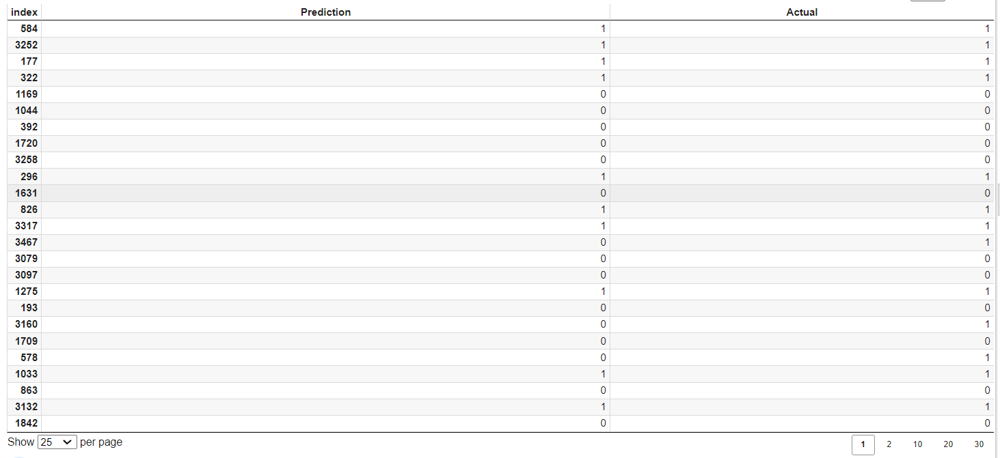 index Prediction Actual
584 1 1
3252 1 1
177 1 1
322 1 1
1169 0 0
1044 0 0
392 0 0
1720 0 0
3258 0 0
296 1 1
1631 0 0
826 1 1
3317 1 1
3467 0 1
3079 0 0
3097 0 0
1275 1 1
193 0 0
3160 0 1
1709 0 0
578 0 1
1033 1 1
863 0 0
3132 1 1
1842 0 0
Show 25 per page 1 2 10 20 30